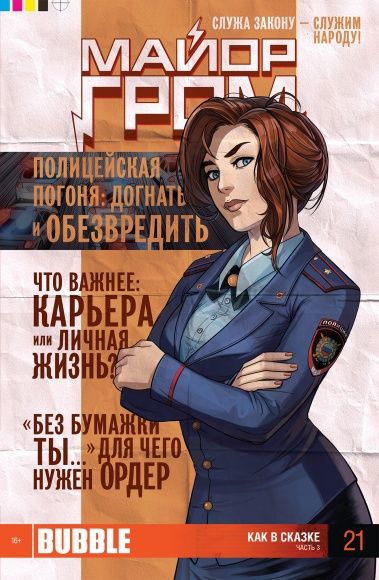 СЛУЖА ЗАКОНУ — СЛУЖИМ
НАРОДУ!
МАЙОР
ГРОМ
ПОЛИЦЕЙСКАЯ
ПОГОНЯ: ДОГНАТЬ
И ОБЕЗВРЕДИТЬ
ЧТО ВАЖНЕЕ:
КАРЬЕРА
ИЛИ ЛИЧНАЯ
ЖИЗНЬ?
«БЕЗ БУМАЖКИ
ТЫ...» ДЛЯ ЧЕГО
НУЖЕН ОРДЕР
ПОЛИЦИЯ
16+
BUBBLE
КАК В СКАЗКЕ
ЧАСТЬ 3
21